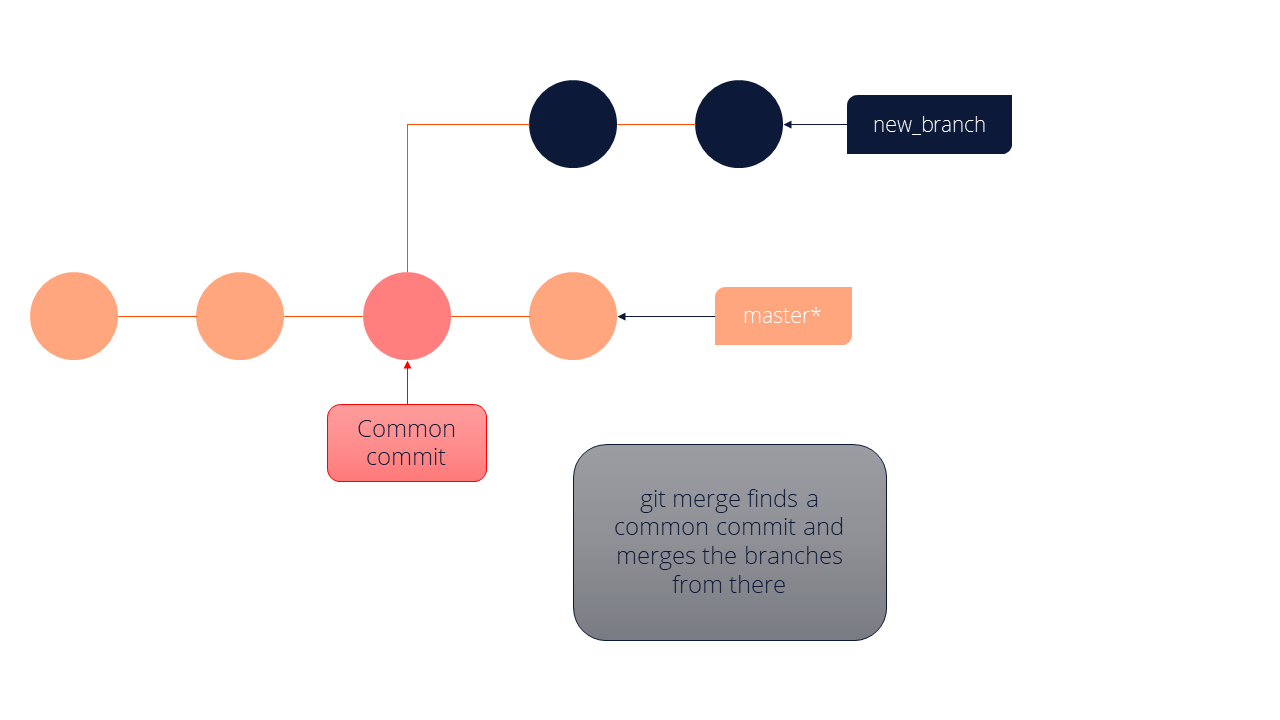 new_branch
master*
Common
commit
git merge finds a
common commit and
merges the branches
from there